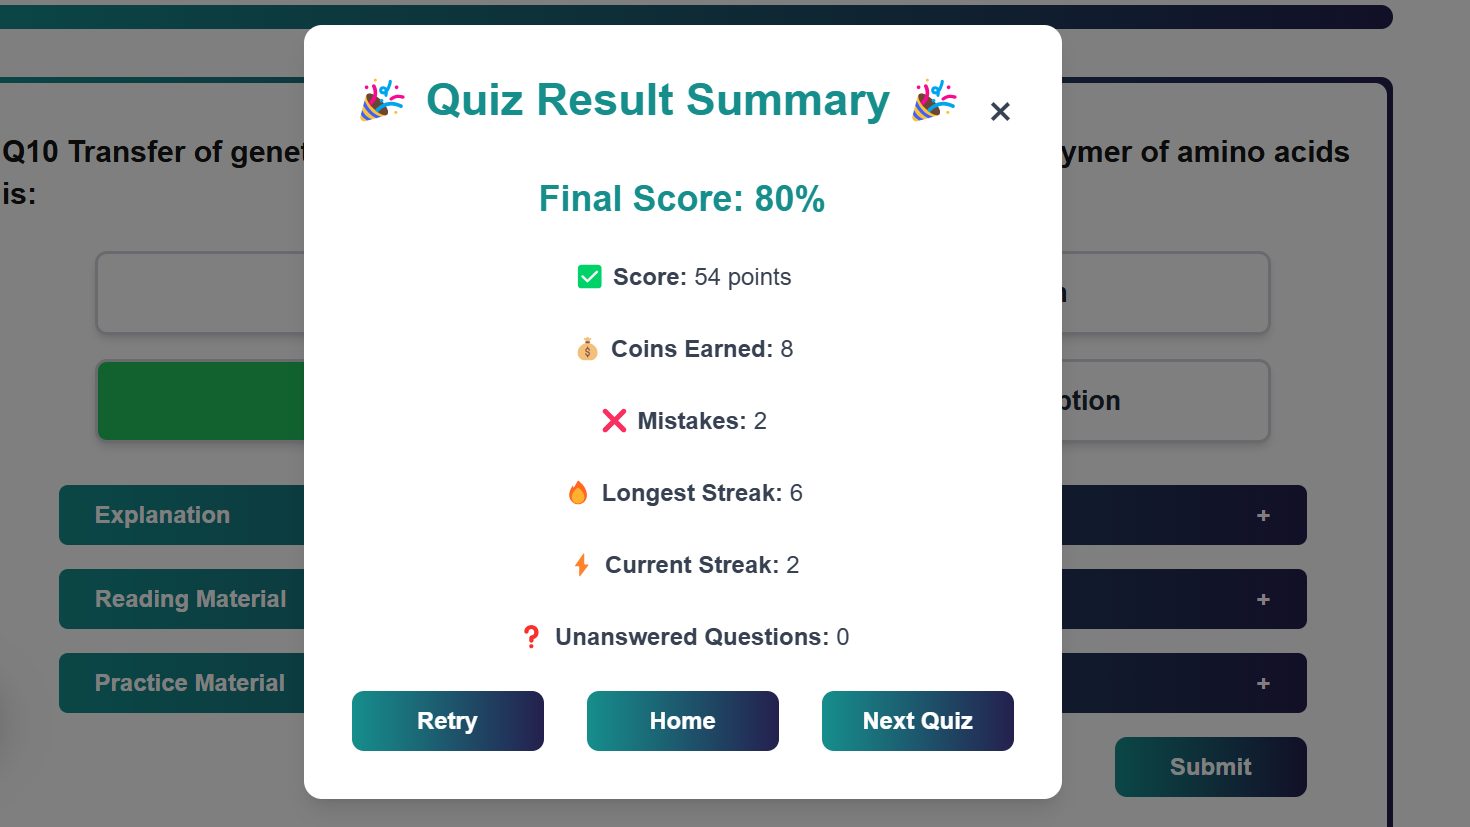 Quiz Result Summary
×
Q10 Transfer of
ymer of amino acids
is:
Final Score: 80%
Score: 54 points
Coins Earned: 8
Mistakes: 2
Longest Streak: 6
Explanation +
Current Streak: 2
Reading Material +
Unanswered Questions: 0
Practice Material +
Retry Home Next Quiz
Submit